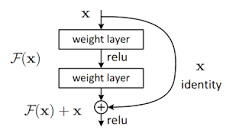 x
weight layer
F(x)
relu
x
weight layer
identity
F(x) + x
relu